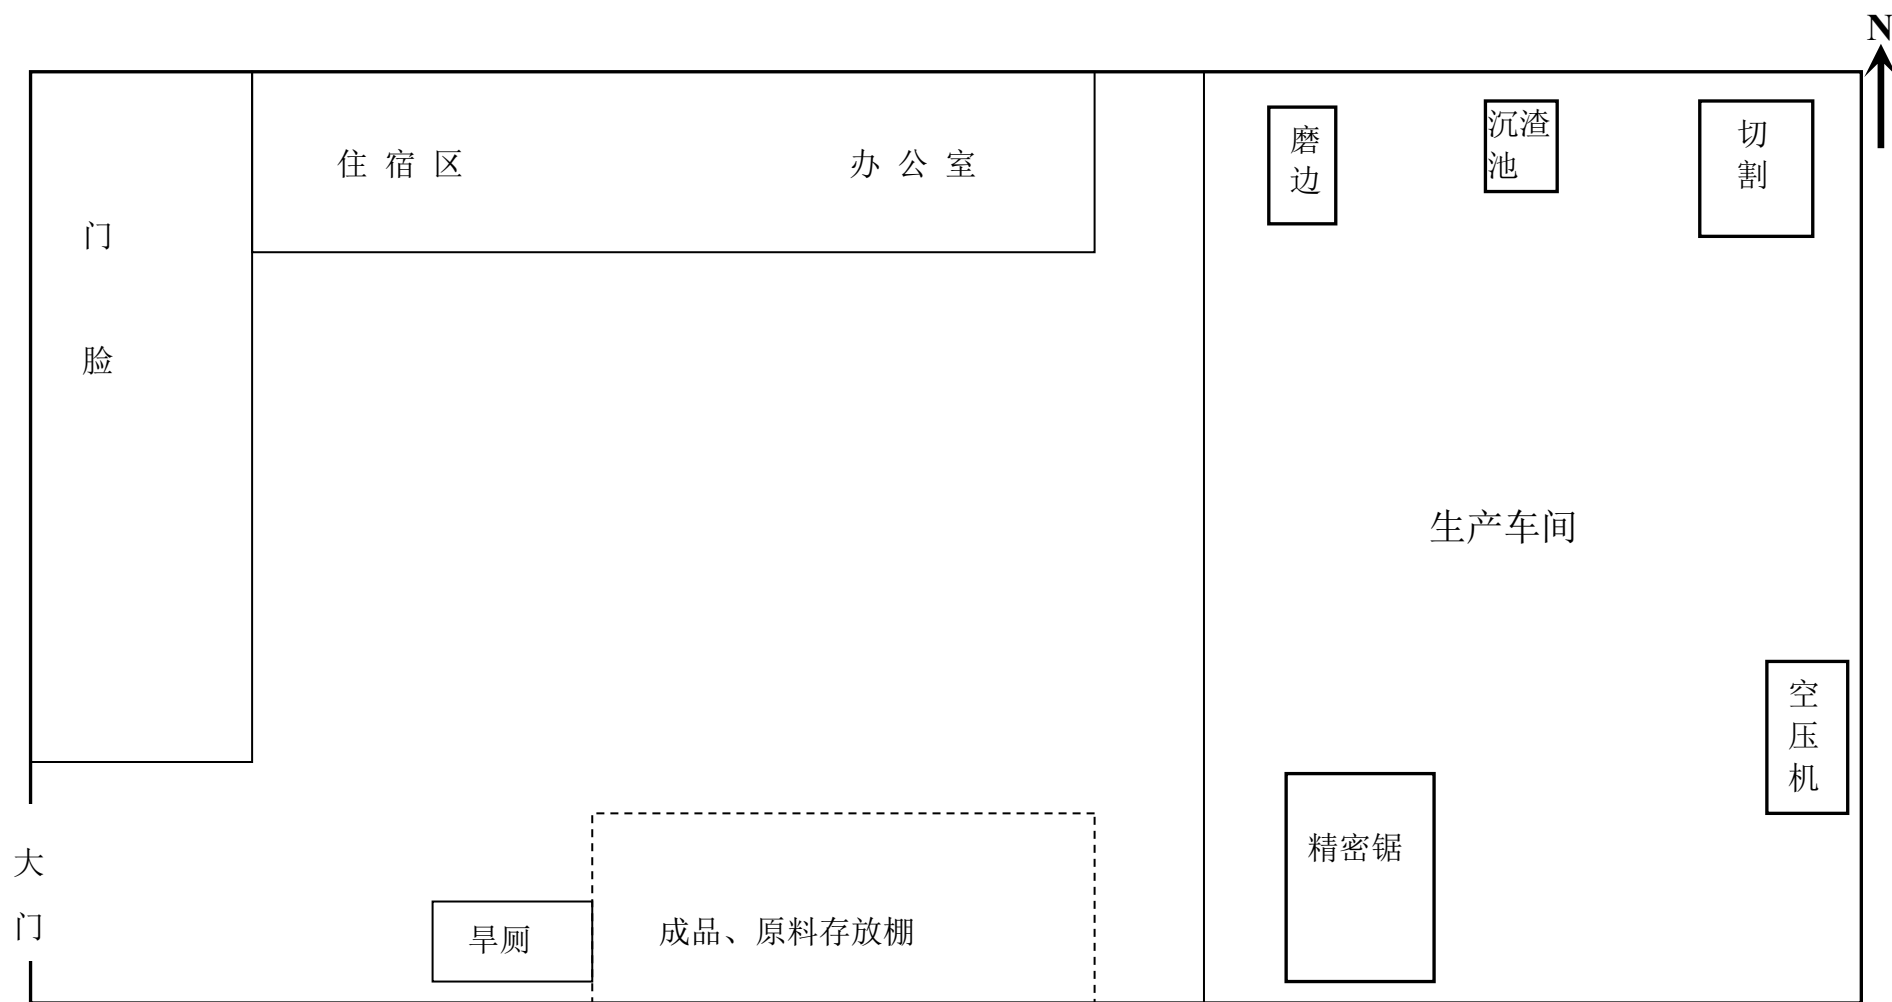 N
住宿区
办公室
磨边
沉渣
池
切割
门脸
生产车间
空压机
精密锯
大门
旱厕
成品、原料存放棚